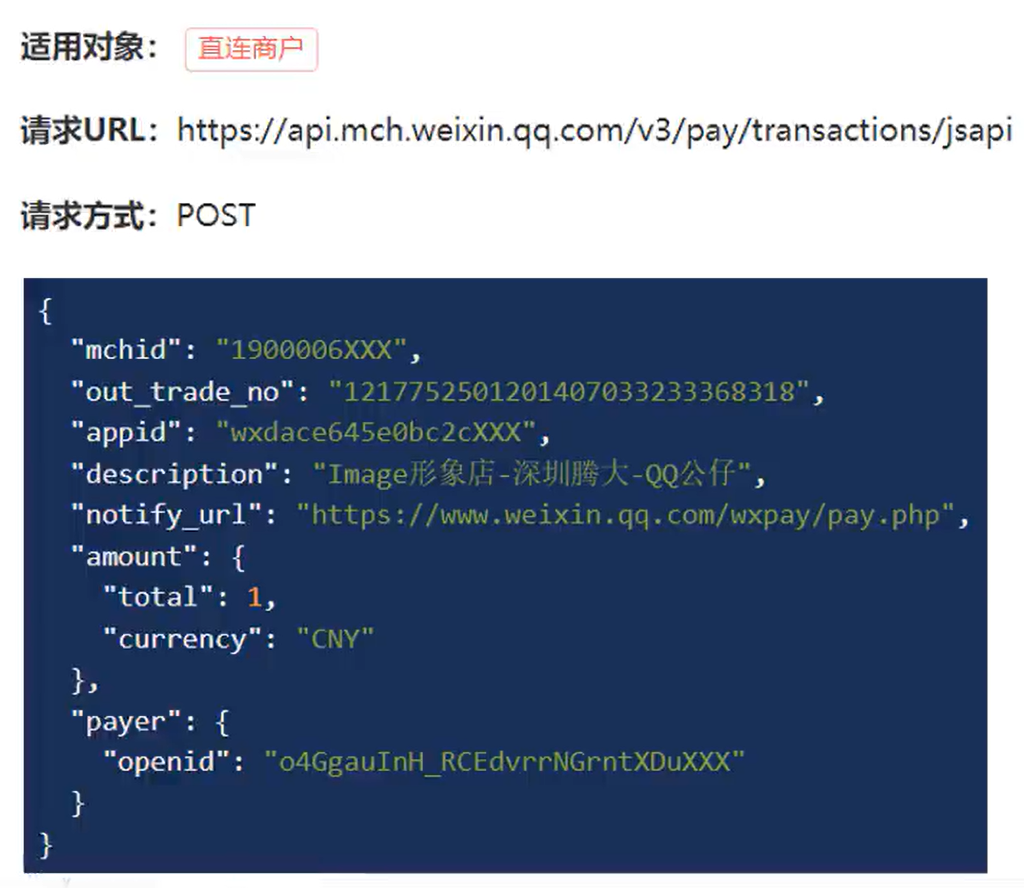 适用对象： 直连商户
请求URL：https://api.mch.weixin.qq.com/v3/pay/transactions/jsapi
请求方式：POST
{
"mchid": "1900006XXX",
"out_trade_no": "1217752501201407033233368318",
"appid": "wxdace645e0bc2cXXX",
"description": "Image形象店-深圳腾大-QQ公仔",
"notify_url": "https://www.weixin.qq.com/wxpay/pay.php",
"amount": {
"total": 1,
"currency": "CNY"
},
"payer": {
"openid": "o4GgauInH_RCEdvrrNGrntXDuXXX"
}
}